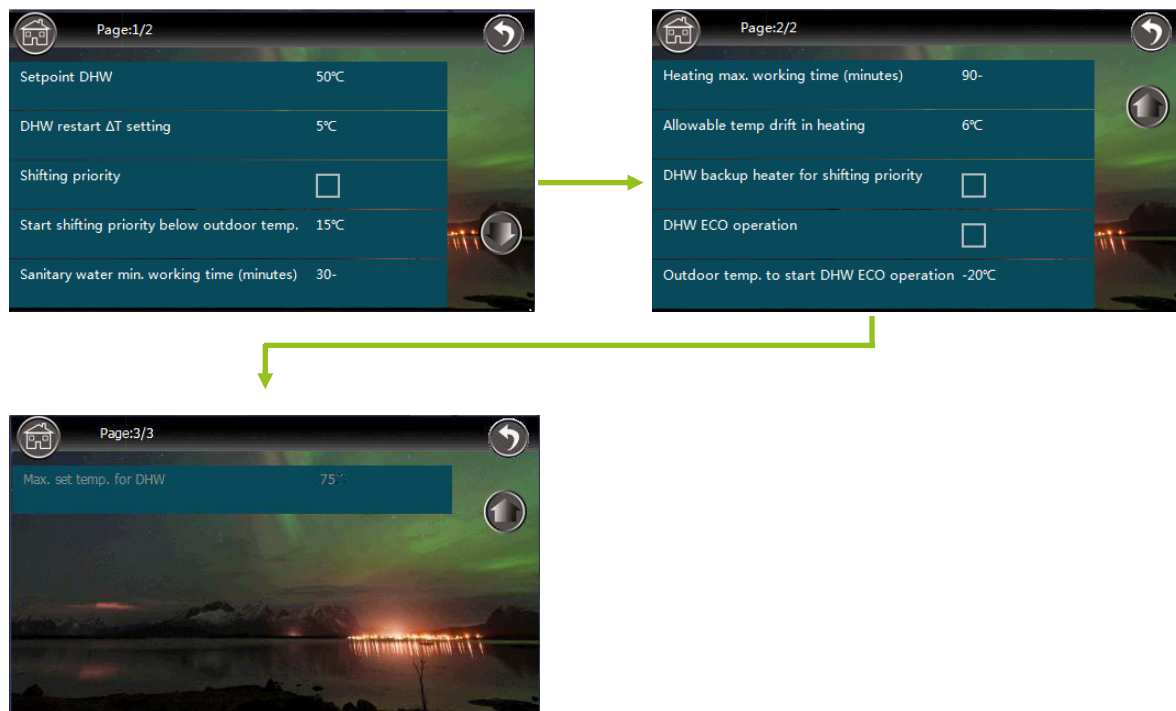 Page:1/2
Setpoint DHW 50℃
DHW restart ΔT setting 5℃
Shifting priority
Start shifting priority below outdoor temp. 15℃
Sanitary water min. working time (minutes) 30-
Page:2/2
Heating max. working time (minutes) 90-
Allowable temp drift in heating 6℃
DHW backup heater for shifting priority
DHW ECO operation
Outdoor temp. to start DHW ECO operation -20℃
Page:3/3
Max. set temp. for DHW 75